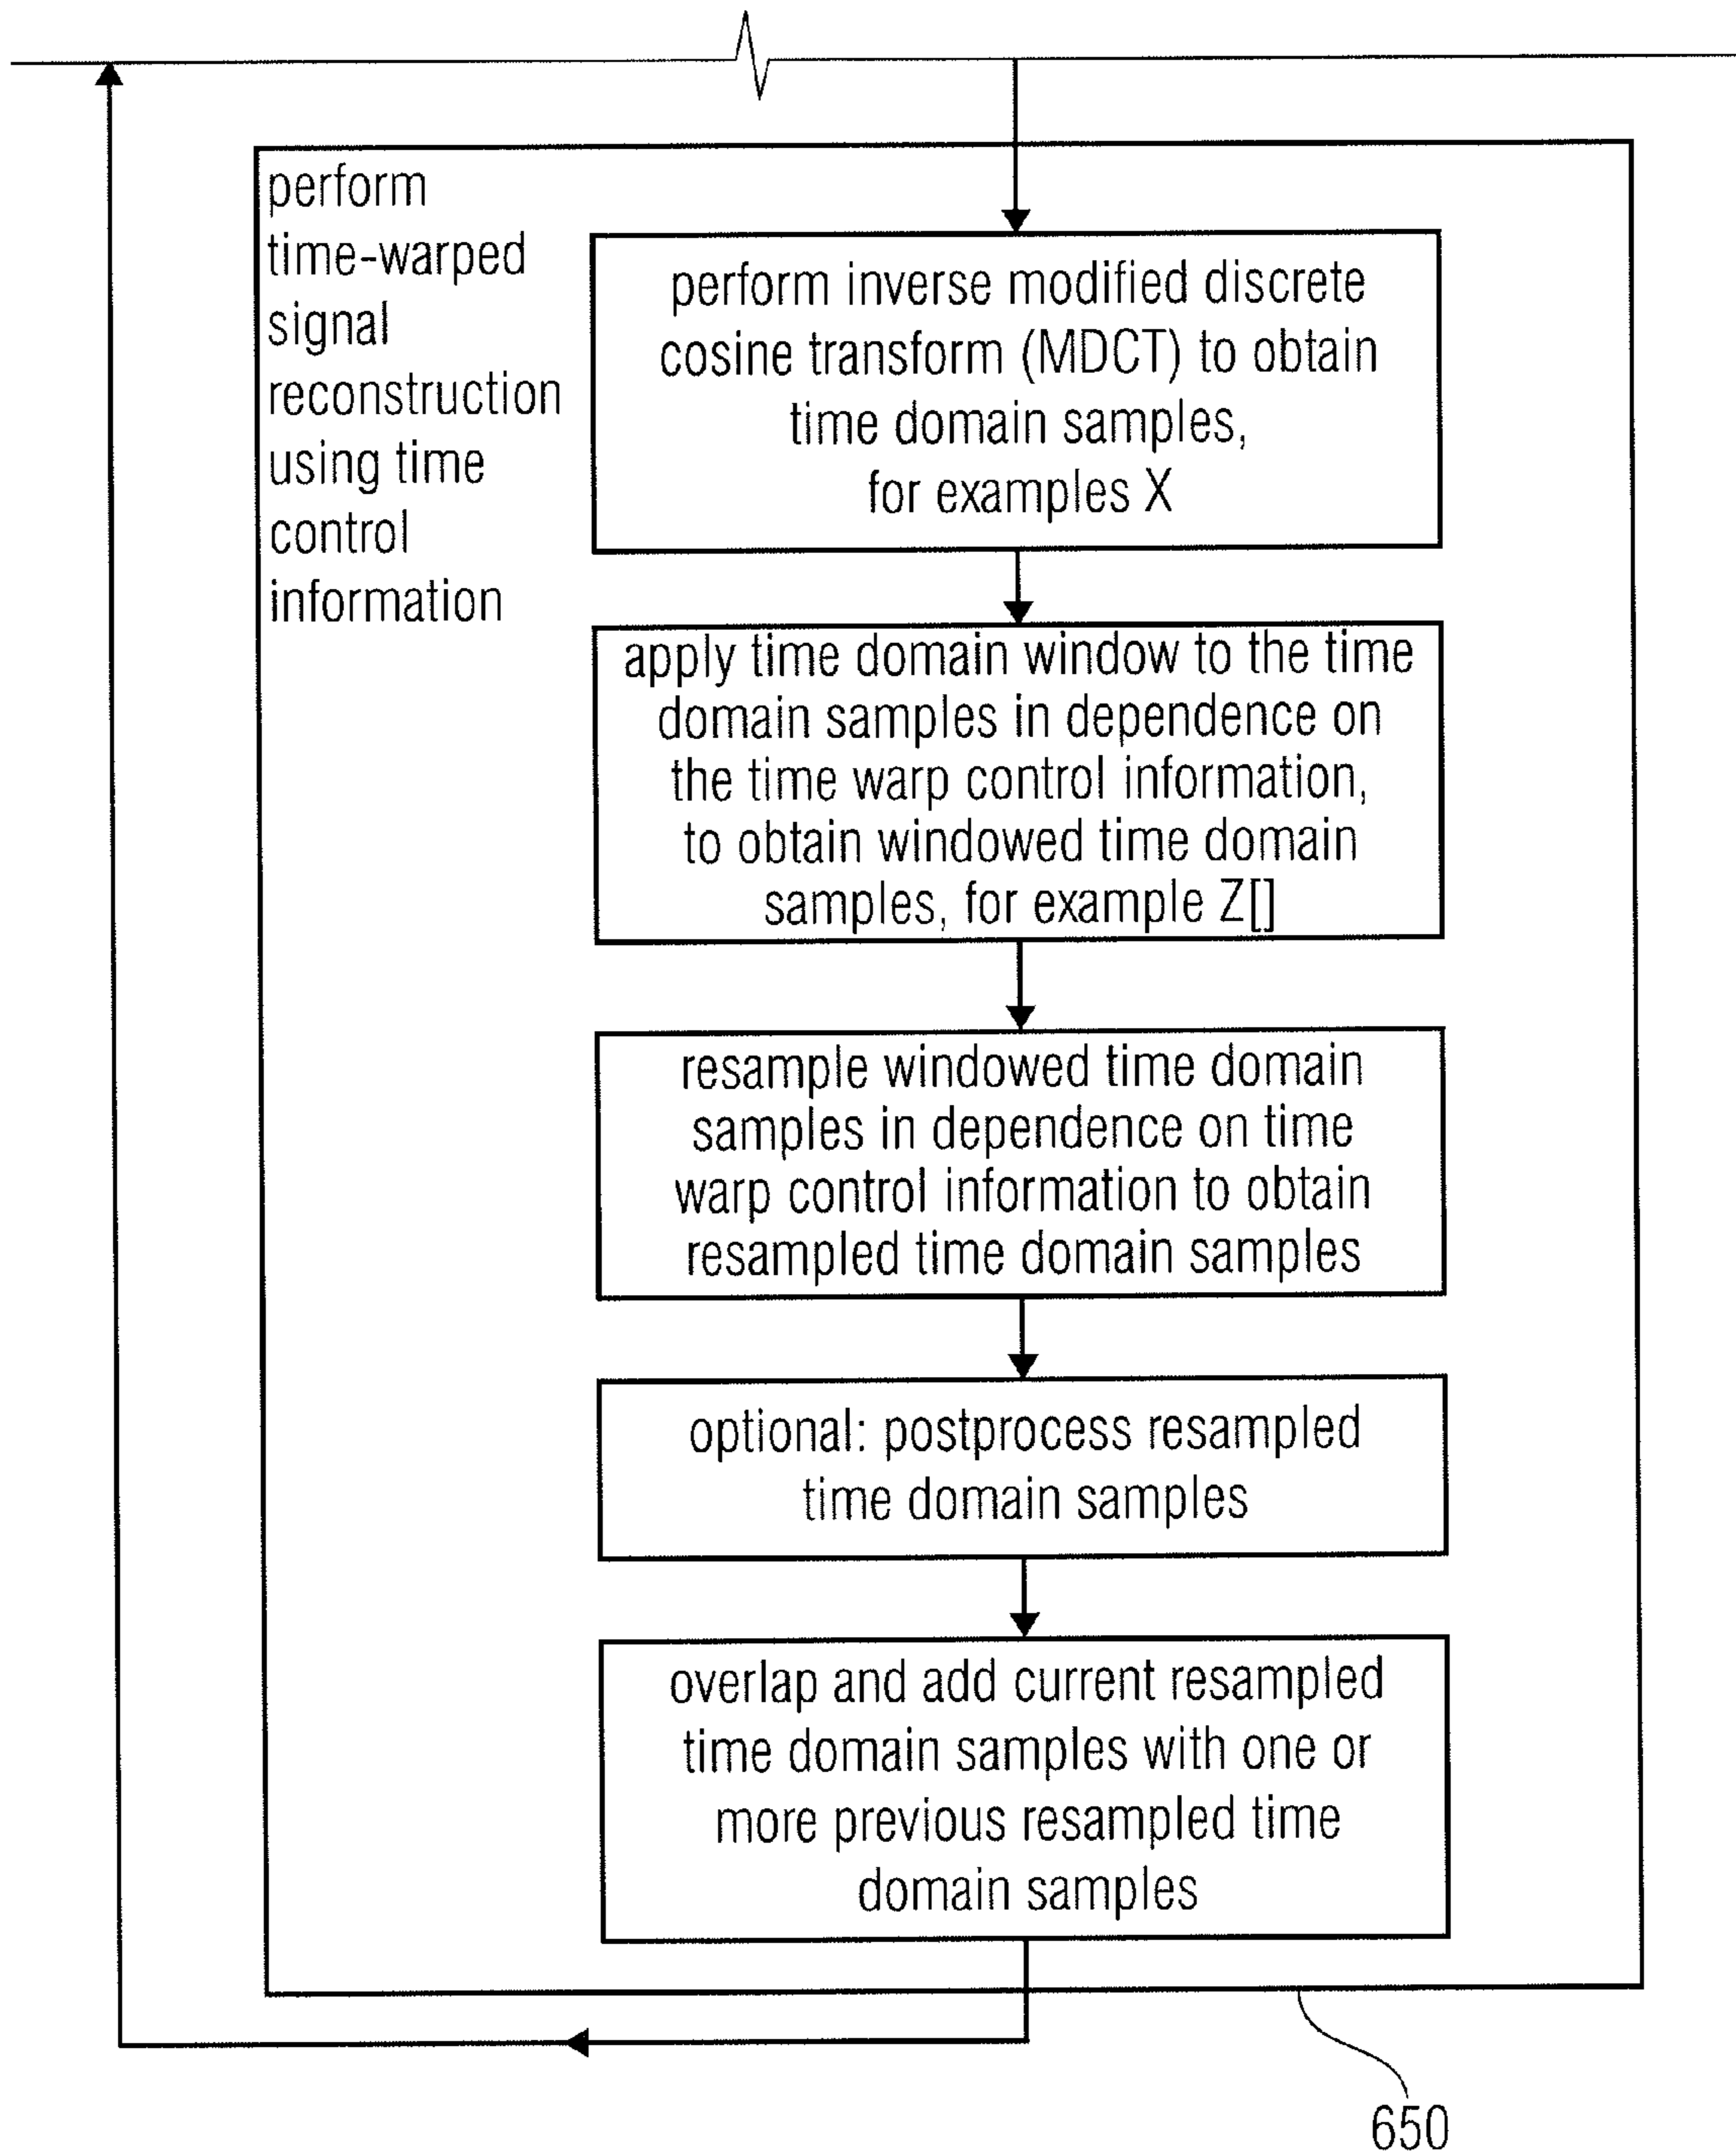 perform
time-warped
signal
reconstruction
using time
control
information
perform inverse modified discrete
cosine transform (MDCT) to obtain
time domain samples,
for examples X
apply time domain window to the time
domain samples in dependence on
the time warp control information,
to obtain windowed time domain
samples, for example Z[]
resample windowed time domain
samples in dependence on time
warp control information to obtain
resampled time domain samples
optional: postprocess resampled
time domain samples
overlap and add current resampled
time domain samples with one or
more previous resampled time
domain samples
650